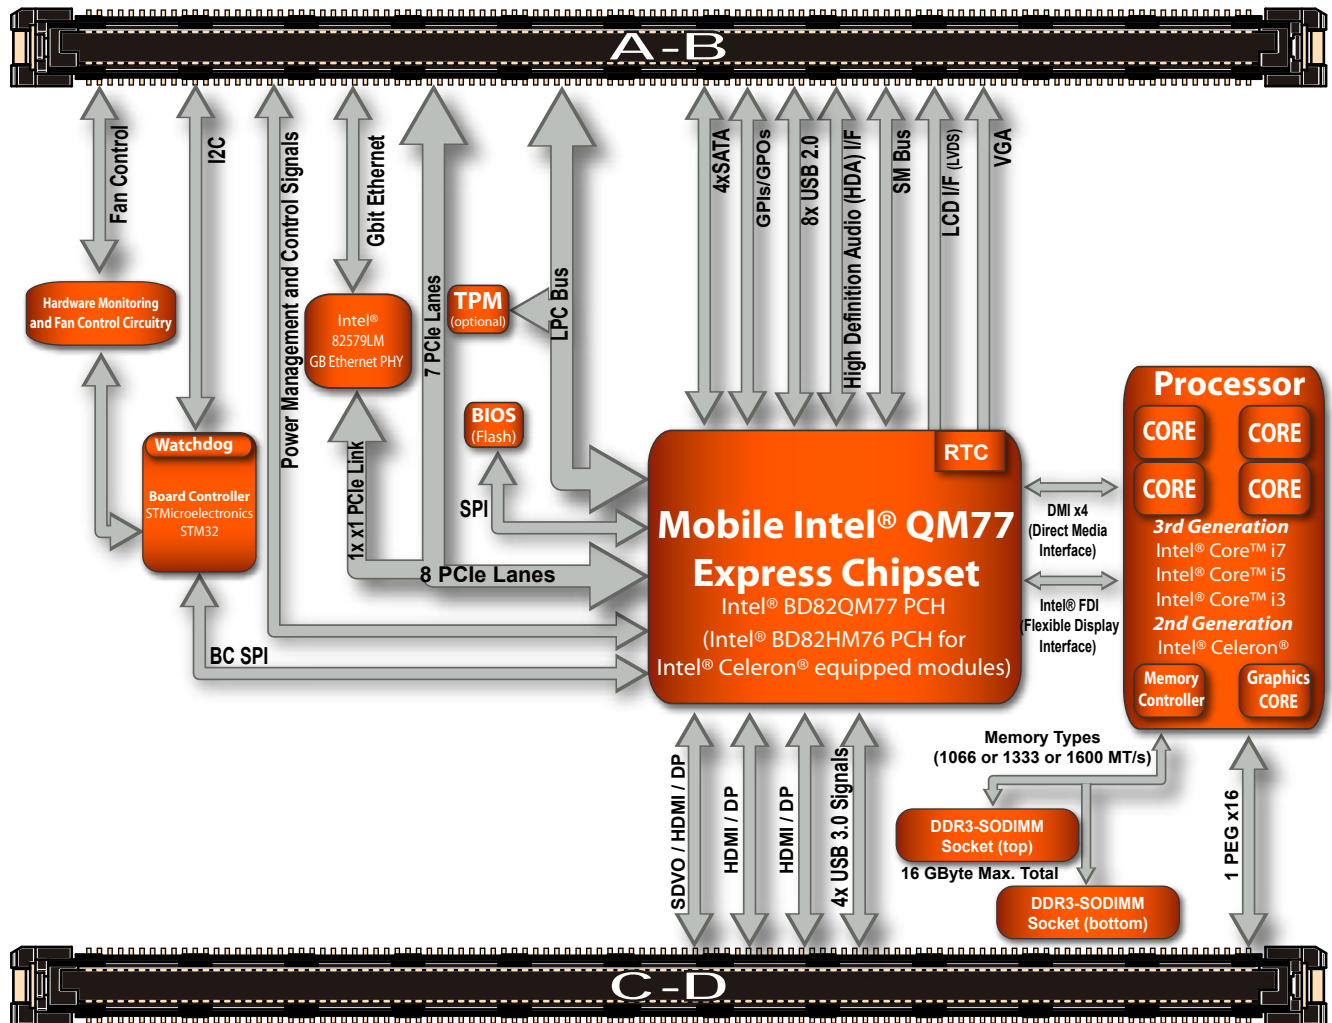 A-B
Fan Control
I2C
Power Management and Control Signals
Gbit Ethernet
7 PCIe Lanes
LPC Bus
4xSATA
GPIs/GPOs
8x USB 2.0
High Definition Audio (HDA) I/F
SM Bus
LCD I/F (LVDS)
VGA
Hardware Monitoring
and Fan Control Circuitry
Intel®
82579LM
GB Ethernet PHY
TPM
(optional)
BIOS
(Flash)
SPI
Watchdog
Board Controller
STMicroelectronics
STM32
1x x1 PCIe Link
8 PCIe Lanes
BC SPI
RTC
Mobile Intel® QM77
Express Chipset
Intel® BD82QM77 PCH
(Intel® BD82HM76 PCH for
Intel® Celeron® equipped modules)
DMI x4
(Direct Media
Interface)
Intel® FDI
(Flexible Display
Interface)
Processor
CORE
CORE
CORE
CORE
3rd Generation
Intel® Core™ i7
Intel® Core™ i5
Intel® Core™ i3
2nd Generation
Intel® Celeron®
Memory
Controller
Graphics
CORE
SDVO / HDMI / DP
HDMI / DP
HDMI / DP
4x USB 3.0 Signals
Memory Types
(1066 or 1333 or 1600 MT/s)
DDR3-SODIMM
Socket (top)
16 GByte Max. Total
DDR3-SODIMM
Socket (bottom)
1 PEG x16
C-D